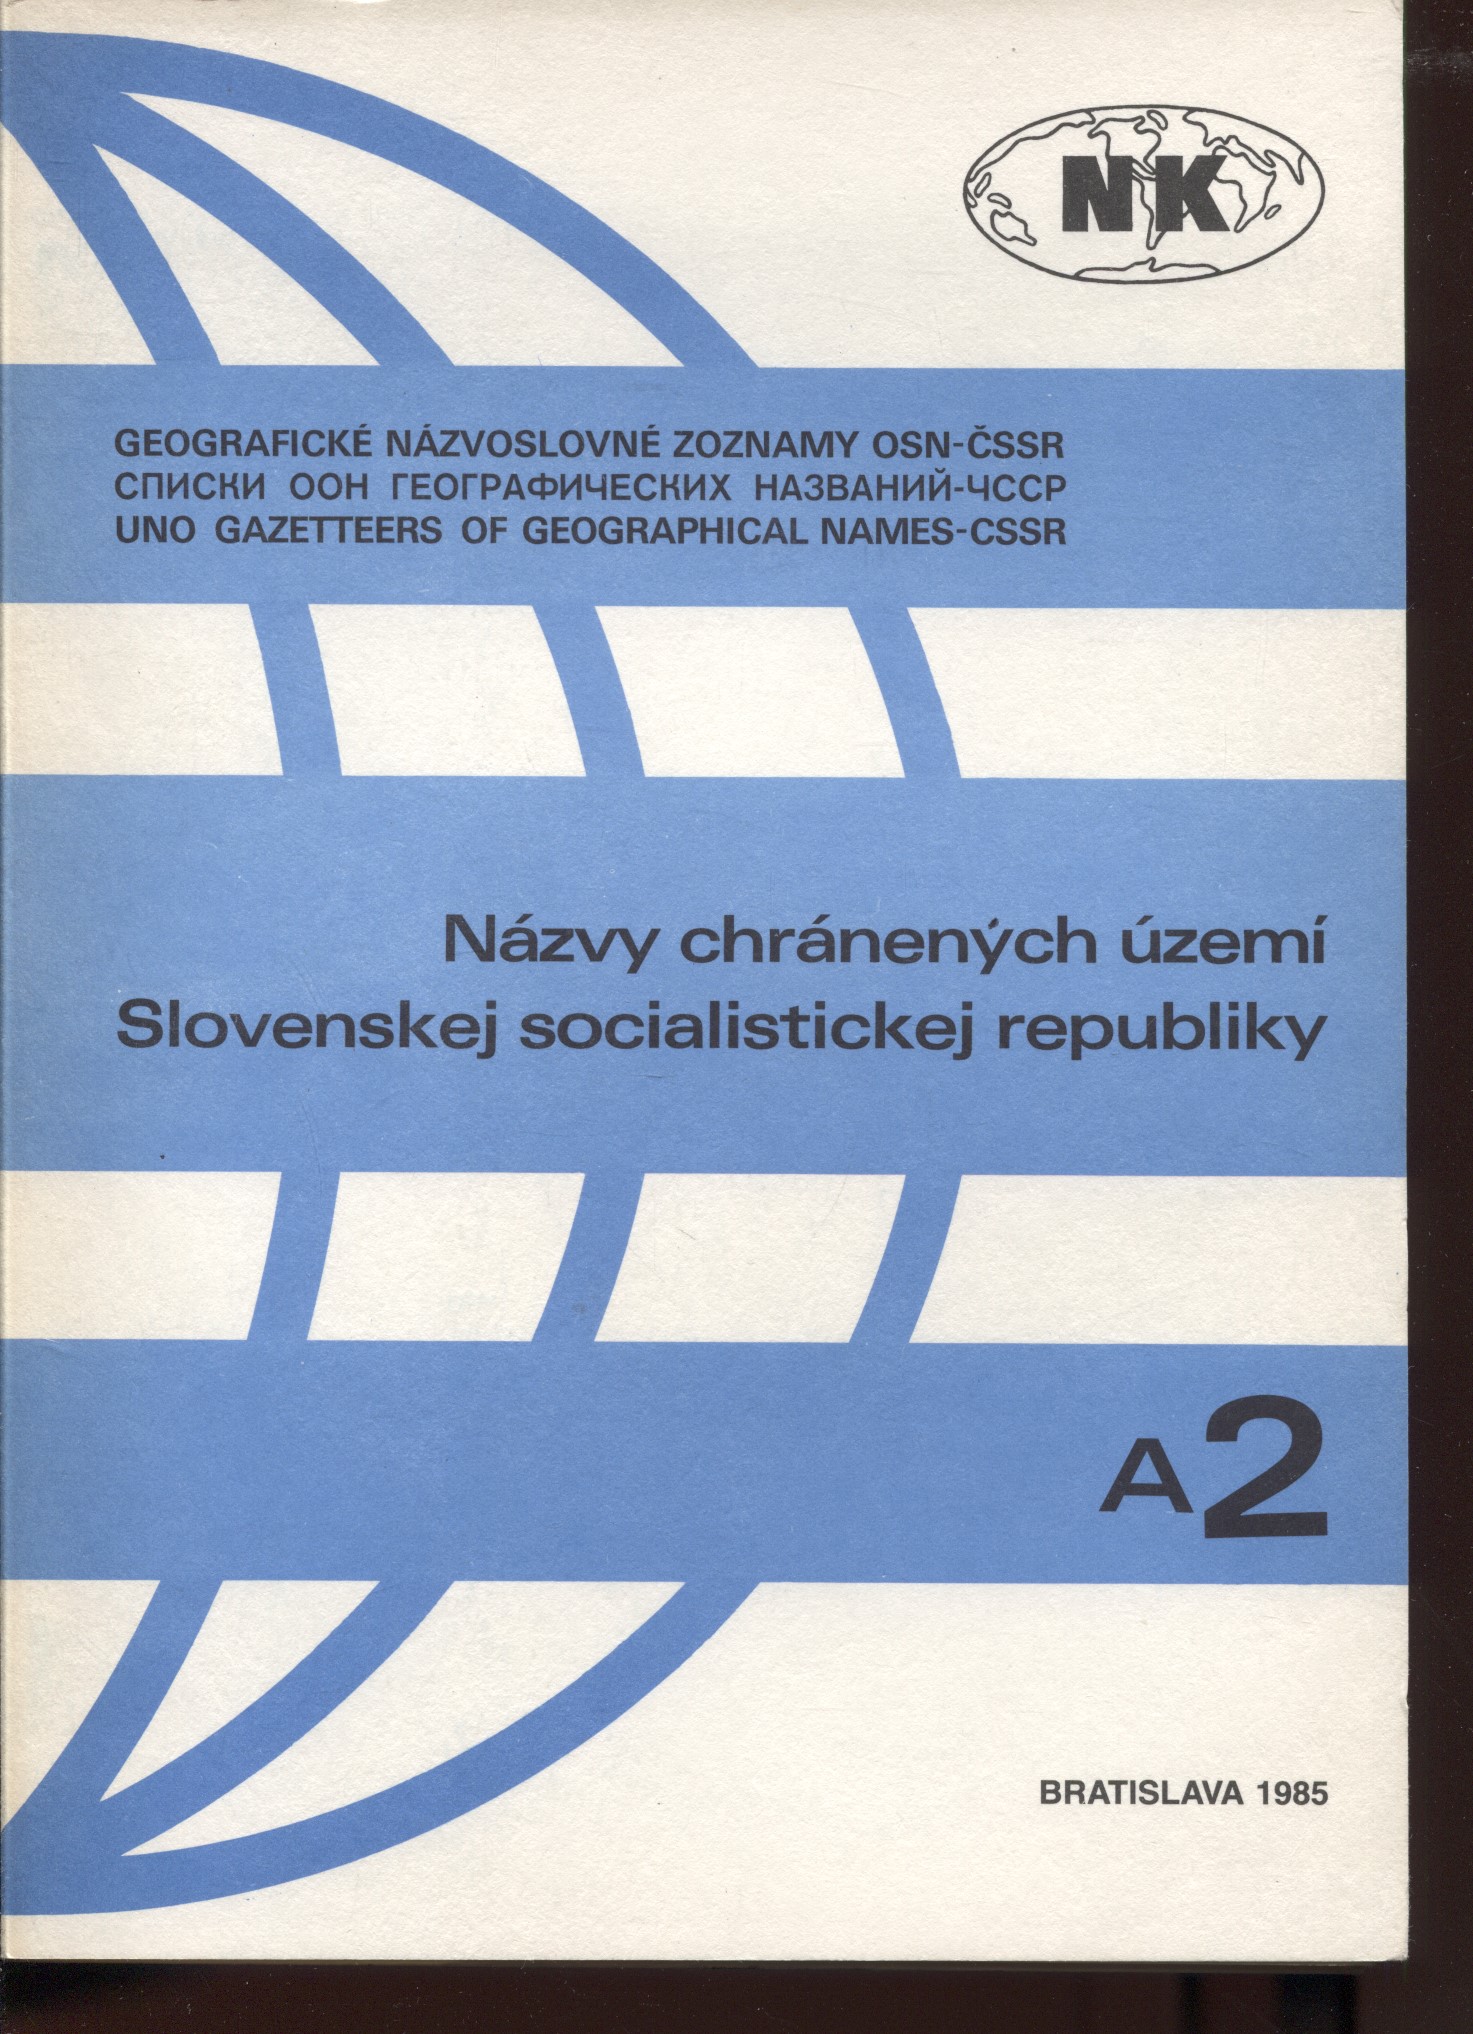 NK
GEOGRAFICKÉ NÁZVOSLOVNÉ ZOZNAMY OSN-ČSSR
СПИСКИ ООН ГЕОГРАФИЧЕСКИХ НАЗВАНИЙ-ЧССР
UNO GAZETTEERS OF GEOGRAPHICAL NAMES-CSSR
Názvy chránených území
Slovenskej socialistickej republiky
A2
BRATISLAVA 1985